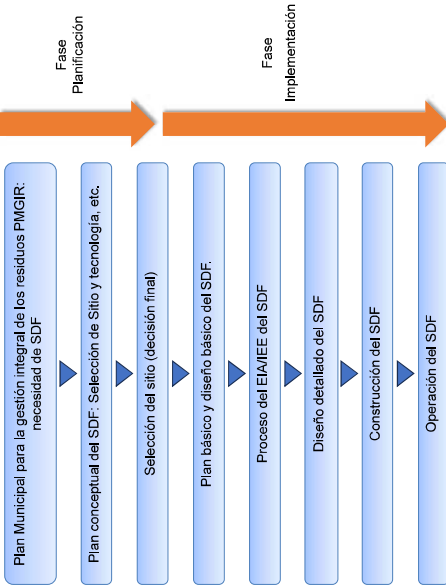 Plan Municipal para la gestión integral de los residuos PMGIR:
necesidad de SDF
Plan conceptual del SDF: Selección de Sitio y tecnología, etc.
Selección del sitio (decisión final)
Plan básico y diseño básico del SDF.
Proceso del EIA/IEE del SDF
Diseño detallado del SDF
Construcción del SDF
Operación del SDF
Fase
Planificación
Fase
Implementación